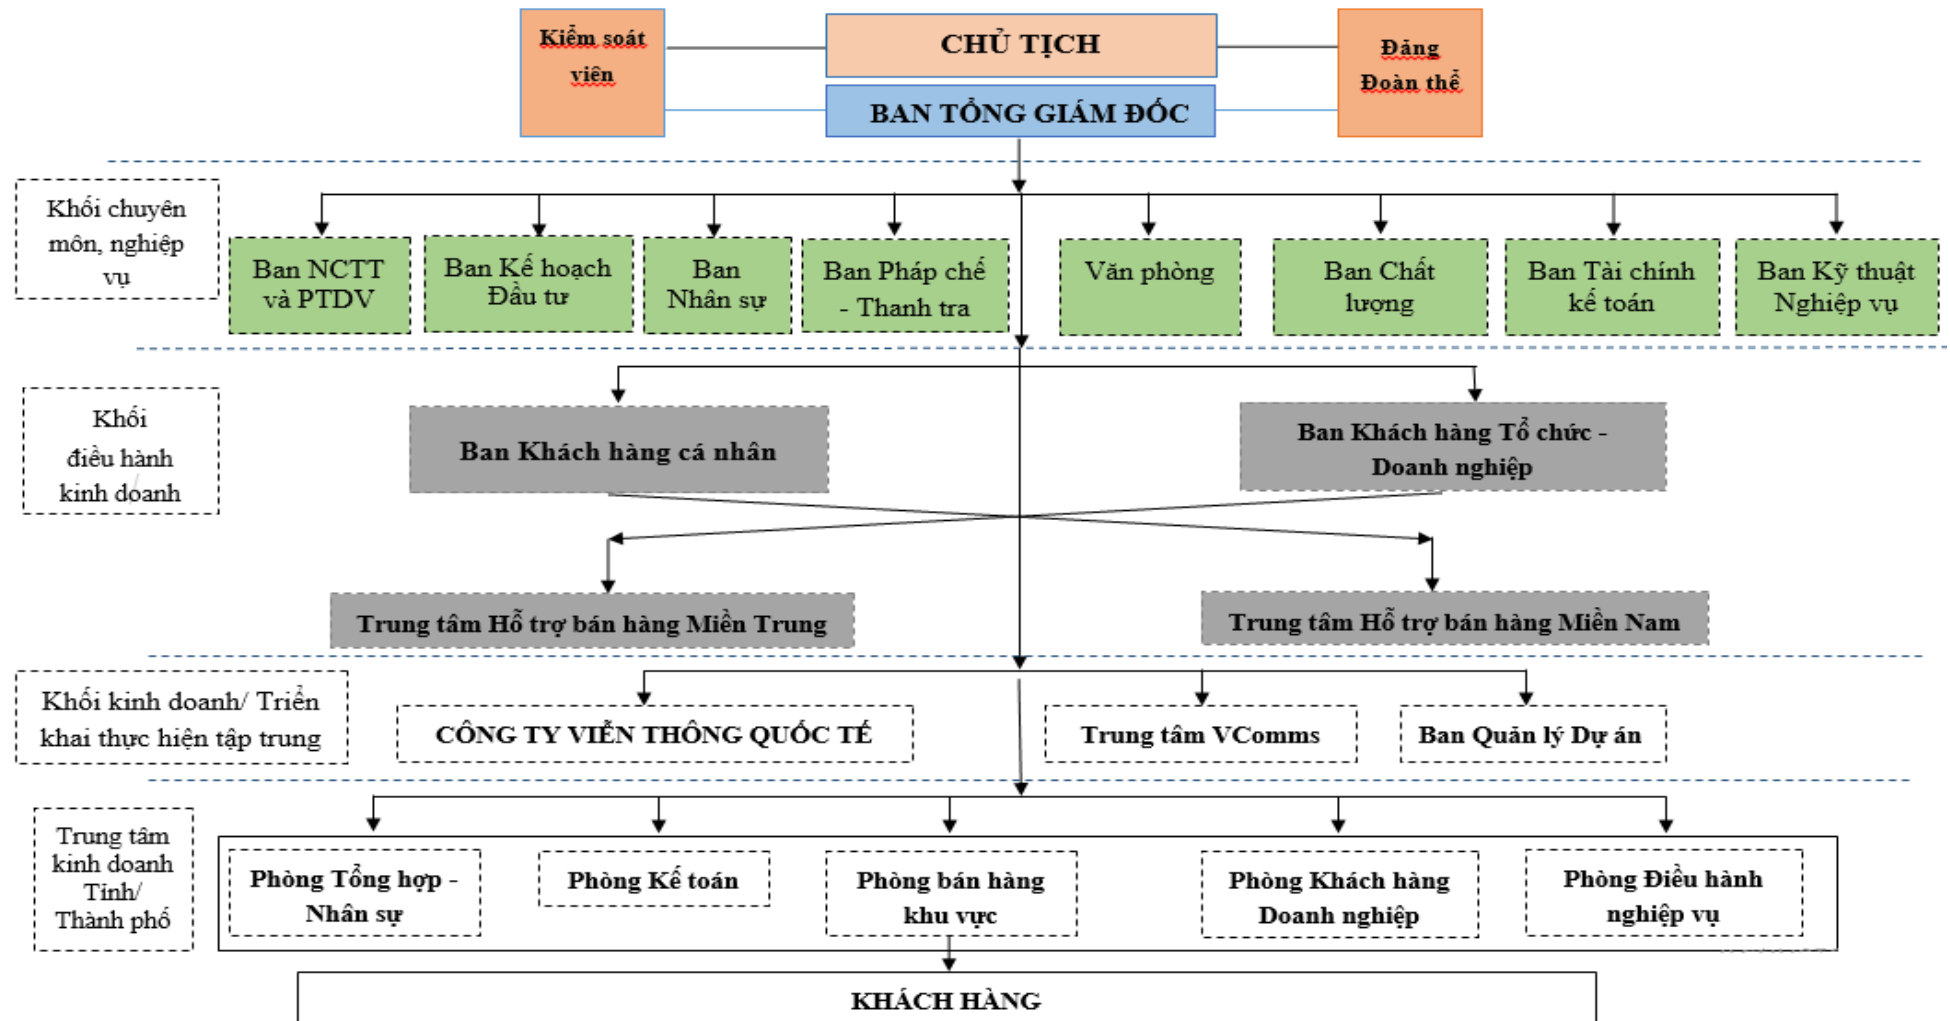 Kiểm soát
viên
CHỦ TỊCH
BAN TỔNG GIÁM ĐỐC
Đảng
Đoàn thể
Khối chuyên
môn, nghiệp
vụ
Ban NCTT
và PTDV
Ban Kế hoạch
Đầu tư
Ban
Nhân sự
Ban Pháp chế
- Thanh tra
Văn phòng
Ban Chất
lượng
Ban Tài chính
kế toán
Ban Kỹ thuật
Nghiệp vụ
Khối
điều hành
kinh doanh
Ban Khách hàng cá nhân
Ban Khách hàng Tổ chức -
Doanh nghiệp
Trung tâm Hỗ trợ bán hàng Miền Trung
Trung tâm Hỗ trợ bán hàng Miền Nam
Khối kinh doanh/ Triển
khai thực hiện tập trung
CÔNG TY VIỄN THÔNG QUỐC TẾ
Trung tâm VComms
Ban Quản lý Dự án
Trung tâm
kinh doanh
Tỉnh/
Thành phố
Phòng Tổng hợp -
Nhân sự
Phòng Kế toán
Phòng bán hàng
khu vực
Phòng Khách hàng
Doanh nghiệp
Phòng Điều hành
nghiệp vụ
KHÁCH HÀNG